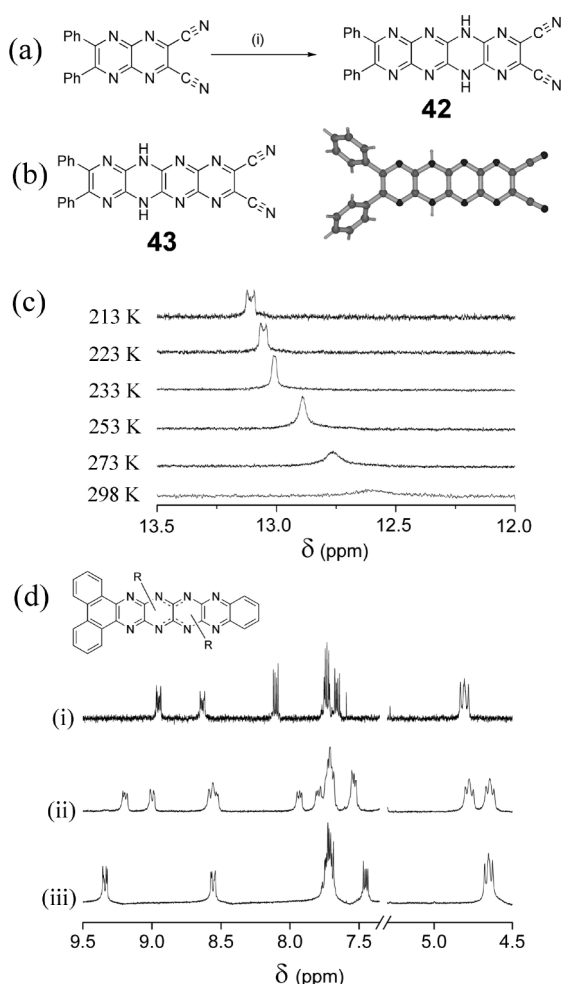 (a)
Ph N N C≡N
Ph N N C≡N
(i)
H
Ph N N N N C≡N
Ph N N N N C≡N
H
42
(b)
H
Ph N N N N C≡N
Ph N N N N C≡N
H
43
(c)
213 K
223 K
233 K
253 K
273 K
298 K
13.5 13.0 12.5 12.0
δ (ppm)
(d)
R
N N N N
N N N N
R
(i)
(ii)
(iii)
9.5 9.0 8.5 8.0 7.5 5.0 4.5
δ (ppm)